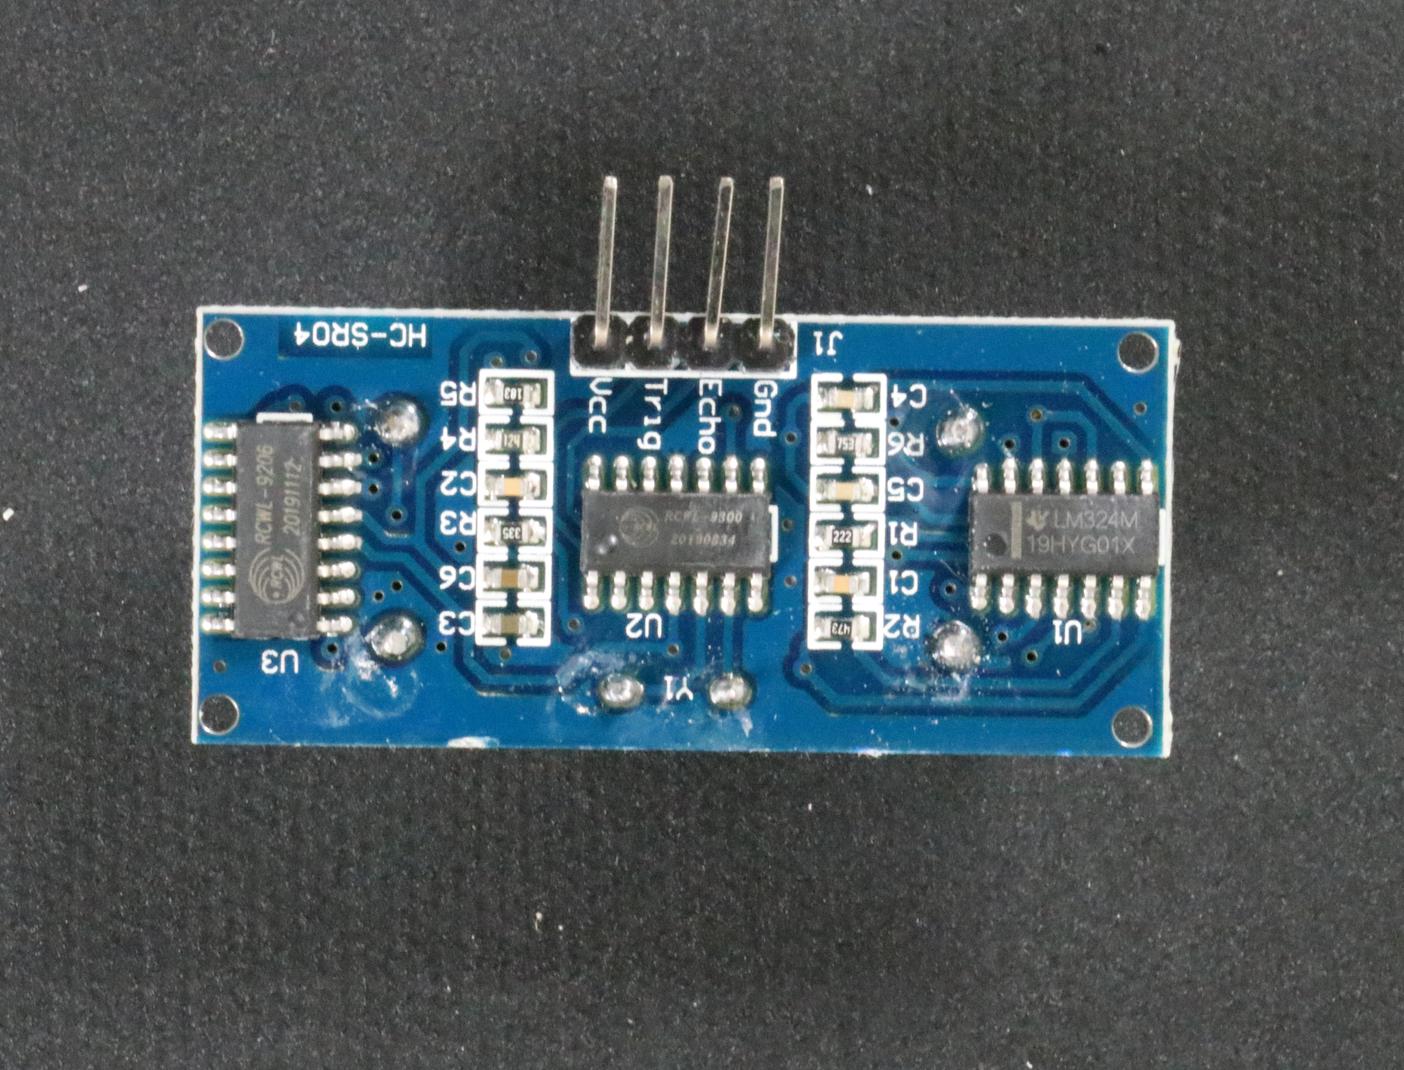 HC-SR04
J1
Vcc
Trig
Echo
Gnd
R5
183
R4
124
C2
R3
335
C6
C3
C4
R6
753
C5
R1
222
C1
R2
473
RCWL-9206
20191112
RCWL
U3
RCWL-9300
20190834
U2
LM324M
19HYG01X
U1
Y1